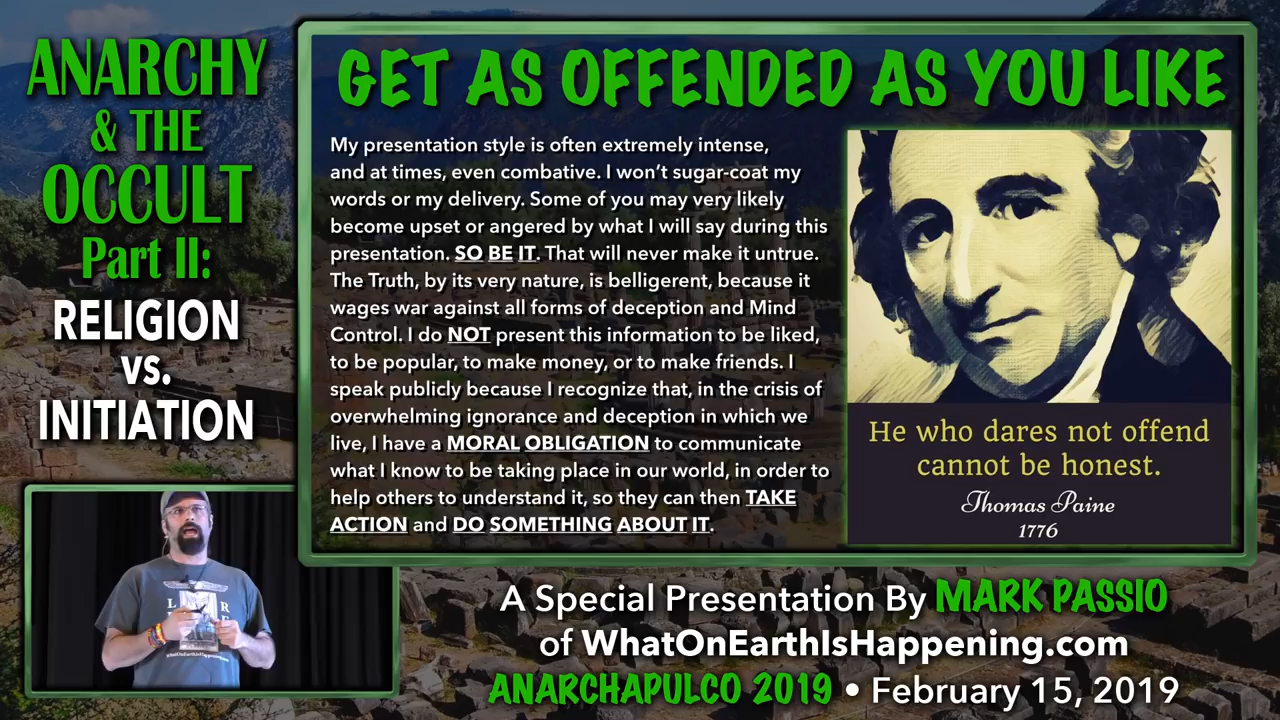 ANARCHY
& THE
OCCULT
Part II:
RELIGION
vs.
INITIATION
GET AS OFFENDED AS YOU LIKE
My presentation style is often extremely intense,
and at times, even combative. I won’t sugar-coat my
words or my delivery. Some of you may very likely
become upset or angered by what I will say during this
presentation. SO BE IT. That will never make it untrue.
The Truth, by its very nature, is belligerent, because it
wages war against all forms of deception and Mind
Control. I do NOT present this information to be liked,
to be popular, to make money, or to make friends. I
speak publicly because I recognize that, in the crisis of
overwhelming ignorance and deception in which we
live, I have a MORAL OBLIGATION to communicate
what I know to be taking place in our world, in order to
help others to understand it, so they can then TAKE
ACTION and DO SOMETHING ABOUT IT.
He who dares not offend
cannot be honest.
Thomas Paine
1776
A Special Presentation By MARK PASSIO
of WhatOnEarthIsHappening.com
ANARCHAPULCO 2019 • February 15, 2019